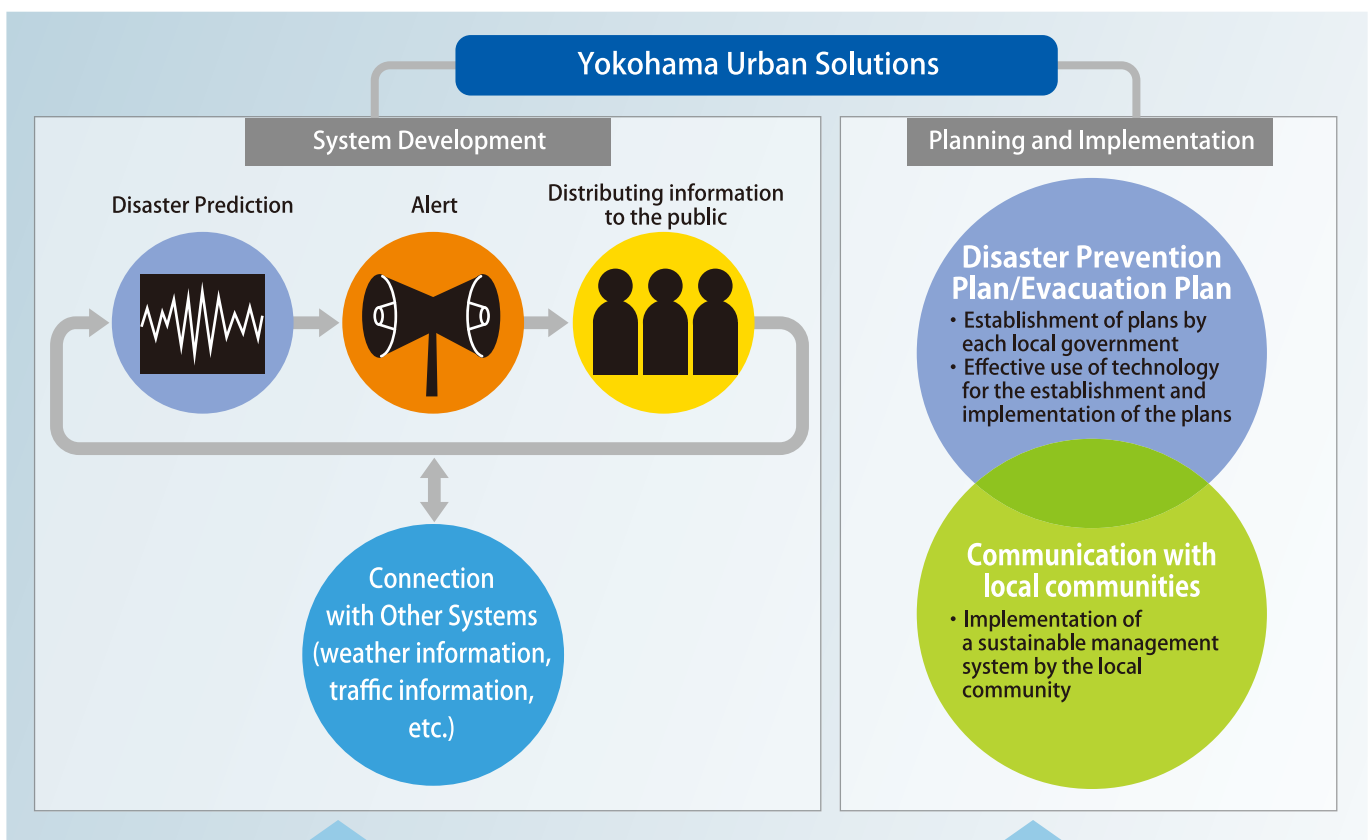 Yokohama Urban Solutions
System Development
Disaster Prediction
Alert
Distributing information
to the public
Connection
with Other Systems
(weather information,
traffic information,
etc.)
Planning and Implementation
Disaster Prevention
Plan/Evacuation Plan
・Establishment of plans by
each local government
・Effective use of technology
for the establishment and
implementation of the plans
Communication with
local communities
・Implementation of
a sustainable management
system by the local
community